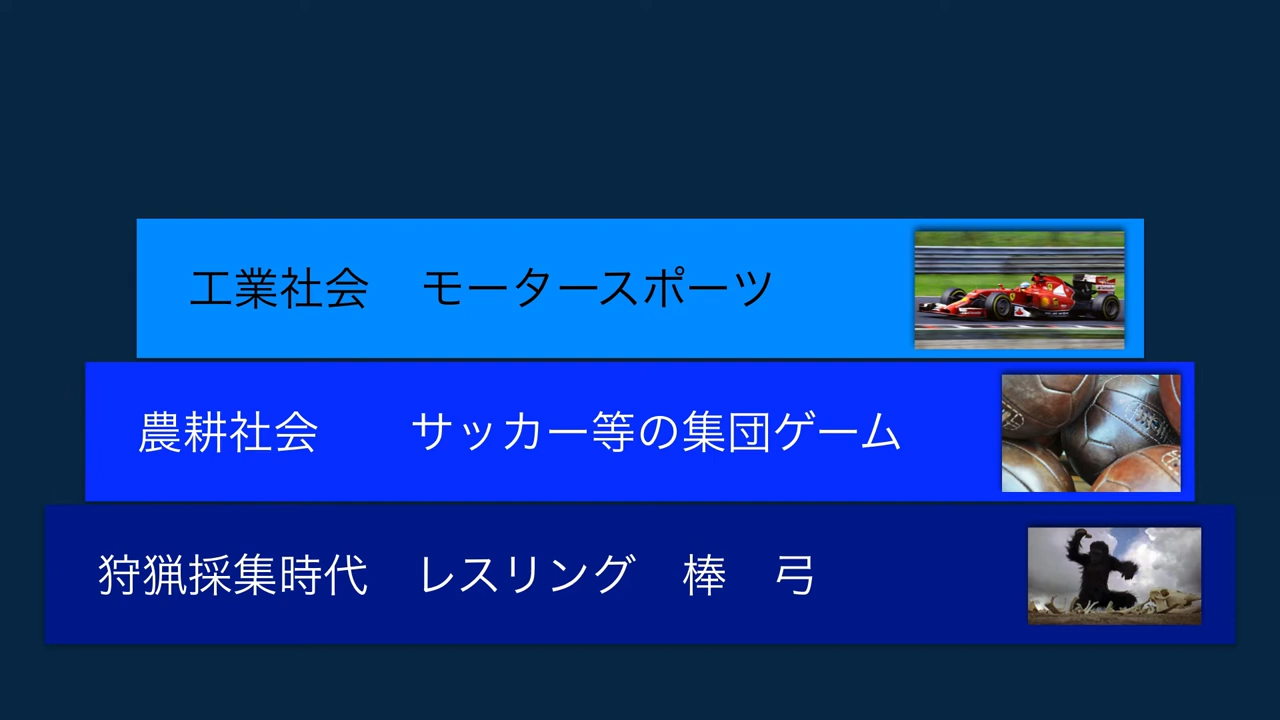 工業社会　モータースポーツ
農耕社会　　サッカー等の集団ゲーム
狩猟採集時代　レスリング　棒　弓